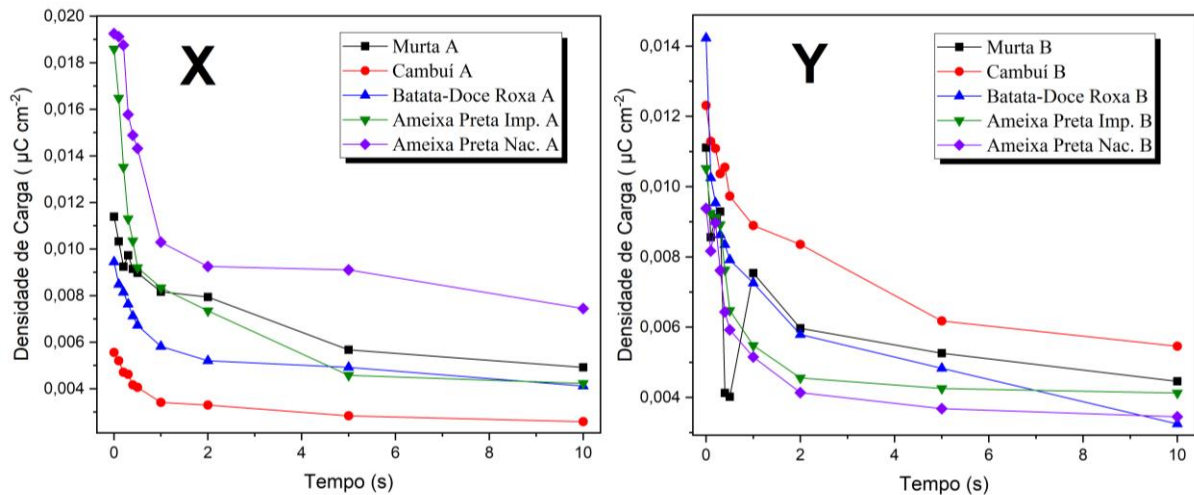 X
Densidade de Carga ( µC cm-2)
0,020
0,018
0,016
0,014
0,012
0,010
0,008
0,006
0,004
Murta A
Cambuí A
Batata-Doce Roxa A
Ameixa Preta Imp. A
Ameixa Preta Nac. A
0 2 4 6 8 10
Tempo (s)
Y
Densidade de Carga ( µC cm-2)
0,014
0,012
0,010
0,008
0,006
0,004
Murta B
Cambuí B
Batata-Doce Roxa B
Ameixa Preta Imp. B
Ameixa Preta Nac. B
0 2 4 6 8 10
Tempo (s)